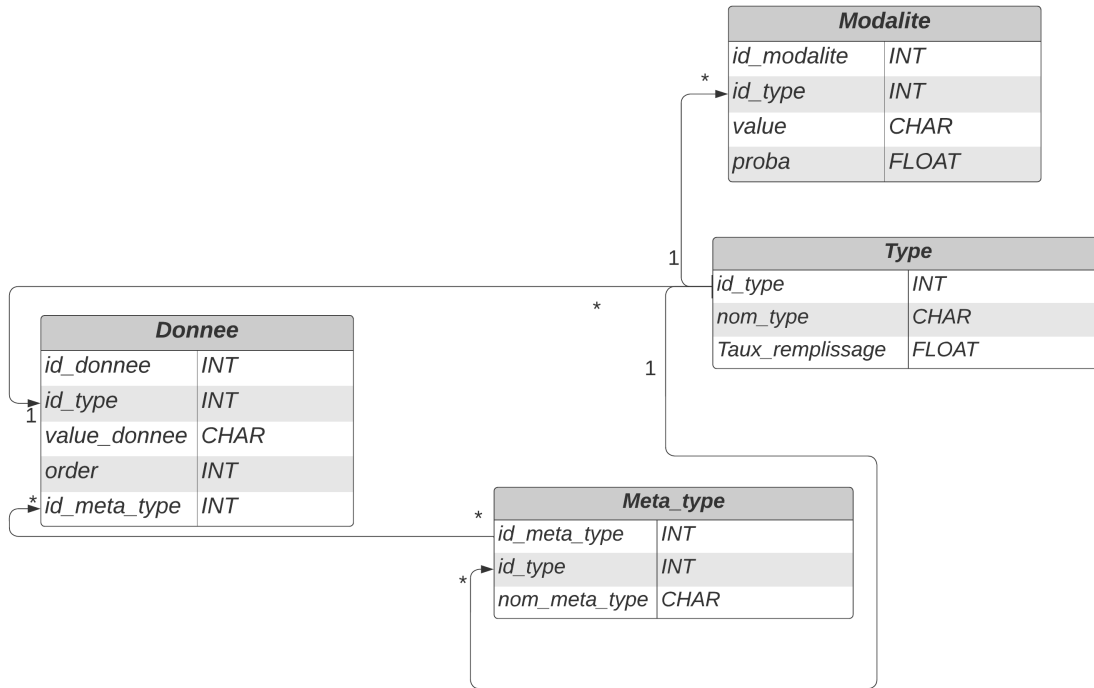 Modalite
id_modalite INT
* id_type INT
value CHAR
proba FLOAT
1
Type
id_type INT
nom_type CHAR
Taux_remplissage FLOAT
*
1
Donnee
id_donnee INT
id_type INT
1
value_donnee CHAR
order INT
* id_meta_type INT
Meta_type
*
id_meta_type INT
* id_type INT
nom_meta_type CHAR